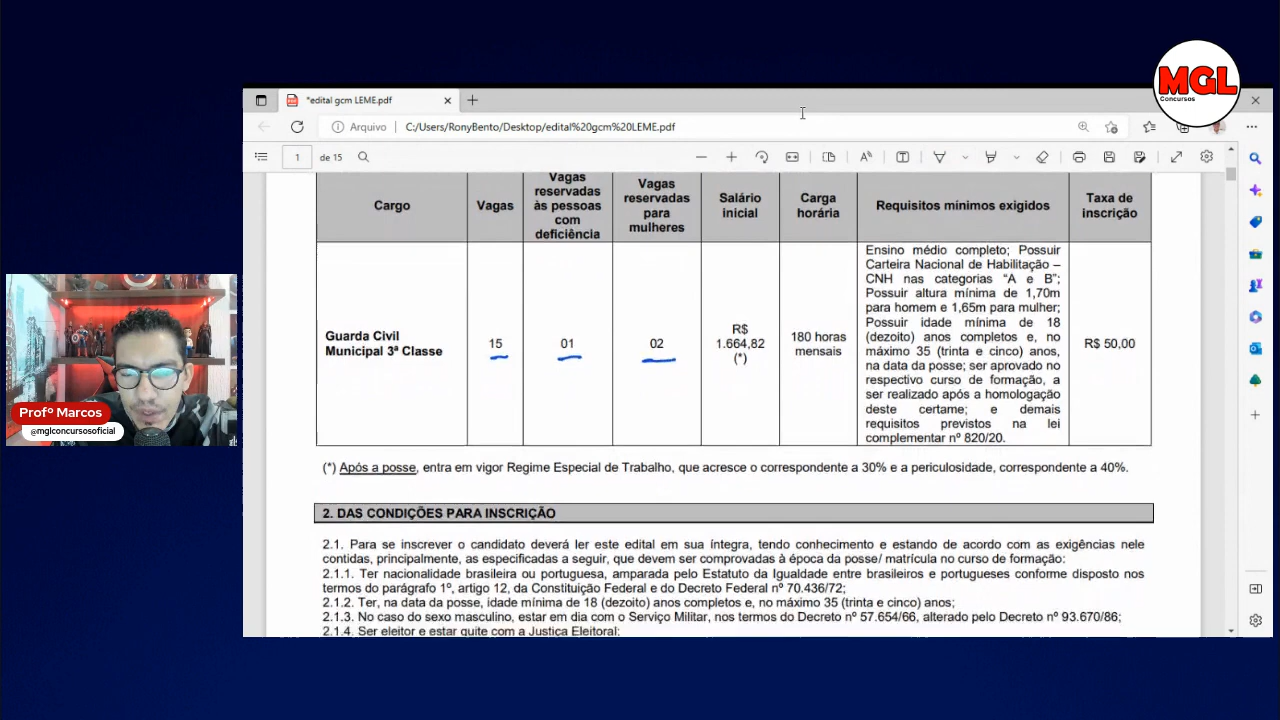 MGL
Concursos
*edital gcm LEME.pdf
Arquivo
C:/Users/RonyBento/Desktop/edital%20gcm%20LEME.pdf
1
de 15
Cargo
Vagas
Vagas
reservadas
às pessoas
com
deficiência
Vagas
reservadas
para
mulheres
Salário
inicial
Carga
horária
Requisitos mínimos exigidos
Taxa de
inscrição
Guarda Civil
Municipal 3ª Classe
15
01
02
R$
1.664,82
(*)
180 horas
mensais
Ensino médio completo; Possuir
Carteira Nacional de Habilitação –
CNH nas categorias “A e B”;
Possuir altura mínima de 1,70m
para homem e 1,65m para mulher;
Possuir idade mínima de 18
(dezoito) anos completos e, no
máximo 35 (trinta e cinco) anos,
na data da posse; ser aprovado no
respectivo curso de formação, a
ser realizado após a homologação
deste certame; e demais
requisitos previstos na lei
complementar nº 820/20.
R$ 50,00
(*) Após a posse, entra em vigor Regime Especial de Trabalho, que acresce o correspondente a 30% e a periculosidade, correspondente a 40%.
2. DAS CONDIÇÕES PARA INSCRIÇÃO
2.1. Para se inscrever o candidato deverá ler este edital em sua íntegra, tendo conhecimento e estando de acordo com as exigências nele
contidas, principalmente, as especificadas a seguir, que devem ser comprovadas à época da posse/ matrícula no curso de formação:
2.1.1. Ter nacionalidade brasileira ou portuguesa, amparada pelo Estatuto da Igualdade entre brasileiros e portugueses conforme disposto nos
termos do parágrafo 1º, artigo 12, da Constituição Federal e do Decreto Federal nº 70.436/72;
2.1.2. Ter, na data da posse, idade mínima de 18 (dezoito) anos completos e, no máximo 35 (trinta e cinco) anos;
2.1.3. No caso do sexo masculino, estar em dia com o Serviço Militar, nos termos do Decreto nº 57.654/66, alterado pelo Decreto nº 93.670/86;
2.1.4. Ser eleitor e estar quite com a Justiça Eleitoral;
Profº Marcos
@mglconcursosoficial